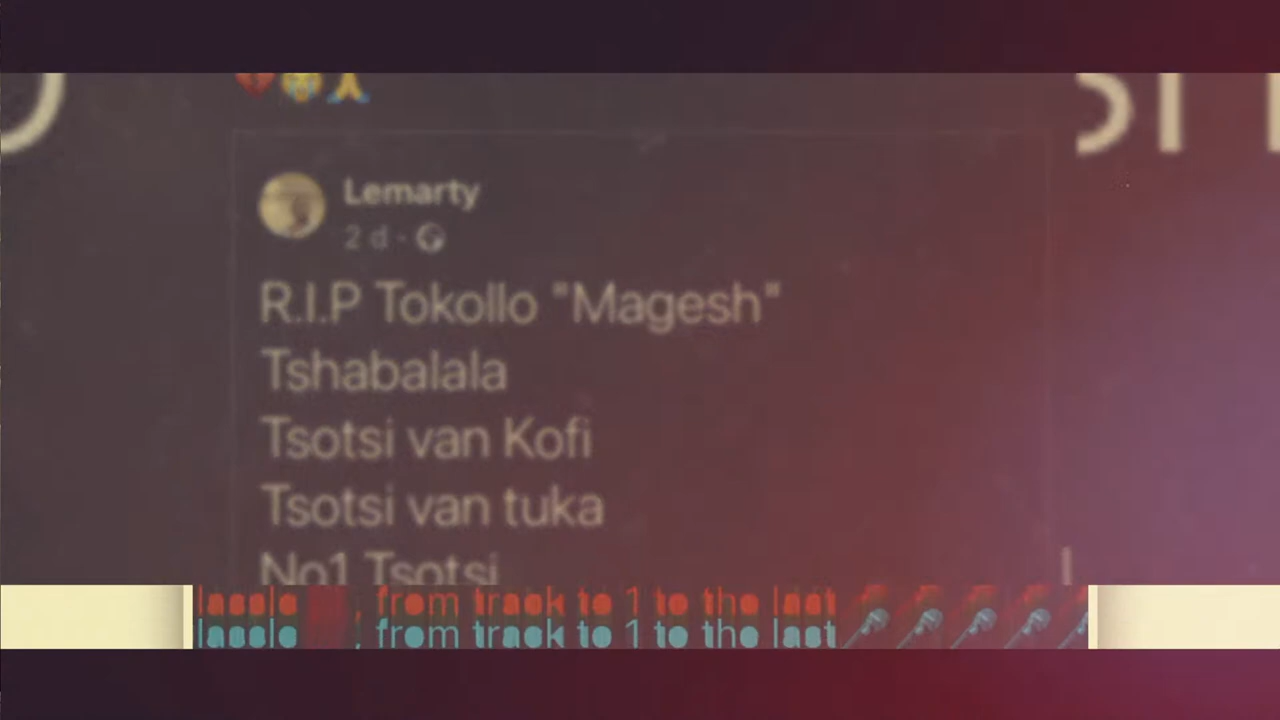 Lemarty
2 d ·
R.I.P Tokollo "Magesh"
Tshabalala
Tsotsi van Kofi
Tsotsi van tuka
No1 Tsotsi
, from track to 1 to the last
, from track to 1 to the last